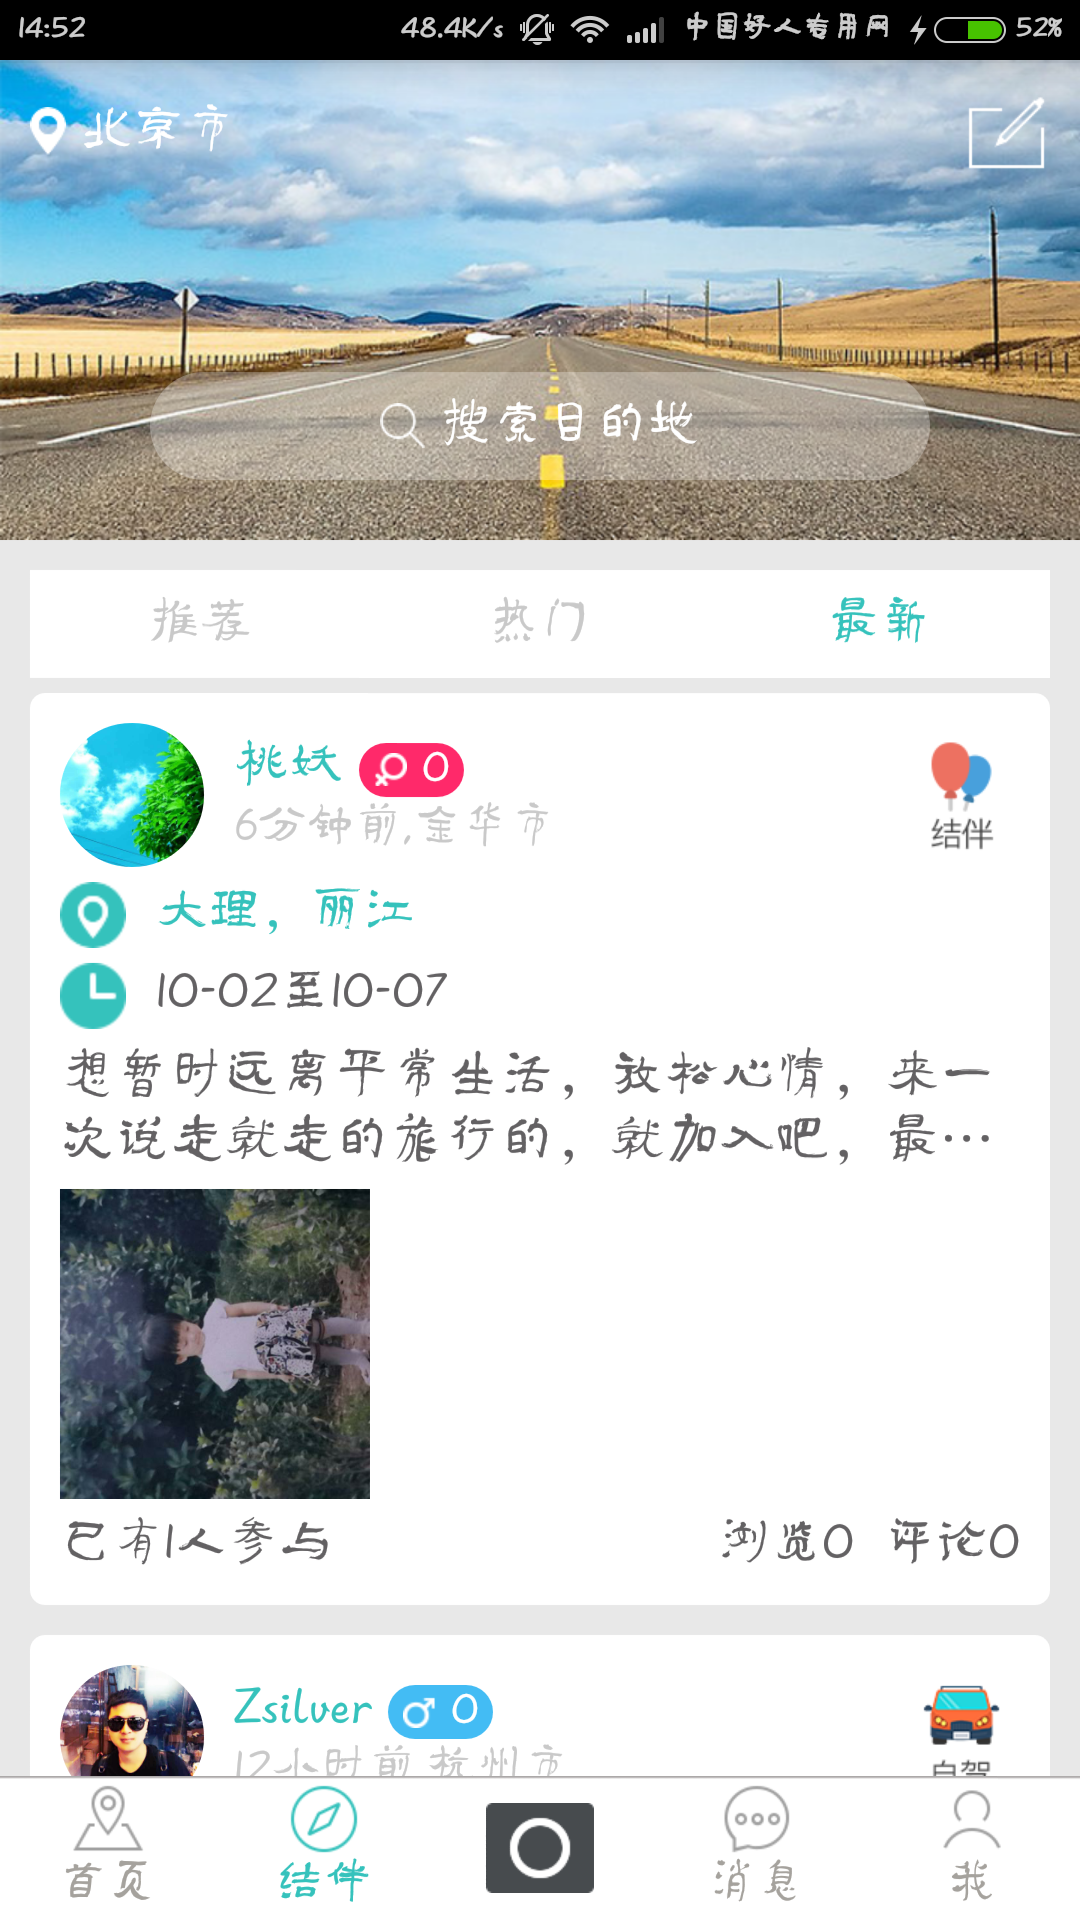 14:52 48.4K/s 中国好人专用网 52%
北京市
搜索目的地
推荐 热门 最新
桃妖 0
6分钟前,金华市
结伴
大理，丽江
10-02至10-07
想暂时远离平常生活，放松心情，来一
次说走就走的旅行的，就加入吧，最…
已有1人参与 浏览0 评论0
Zsilver 0
12小时前 杭州市
自驾
首页 结伴 消息 我